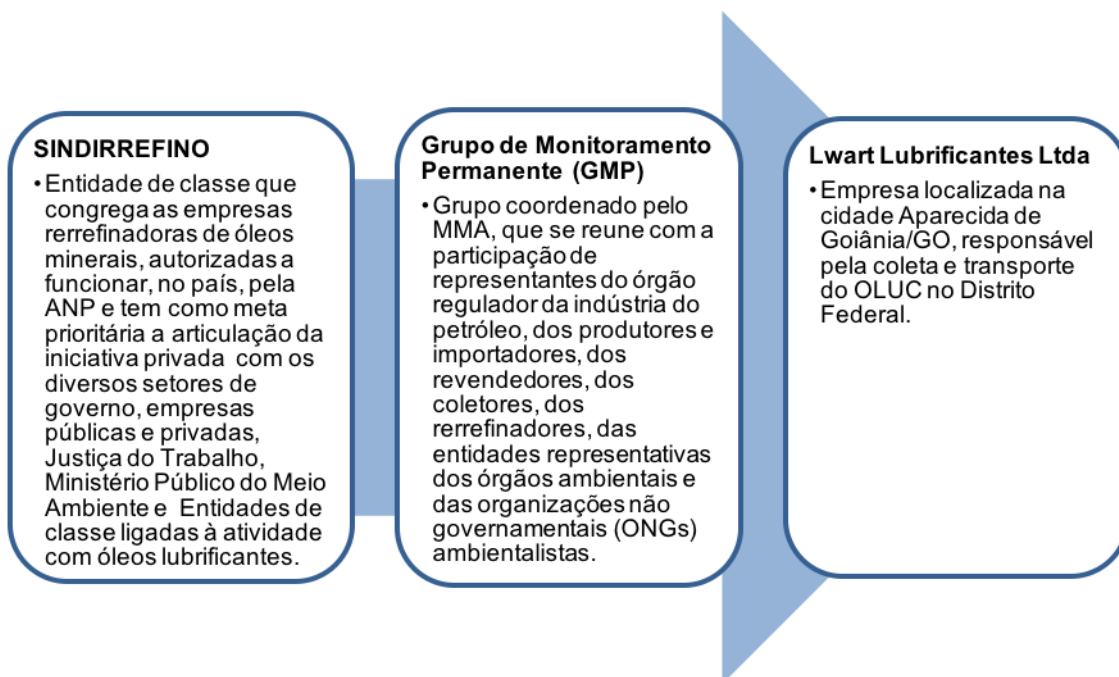 SINDIRREFINO
•Entidade de classe que
congrega as empresas
rerrefinadoras de óleos
minerais, autorizadas a
funcionar, no país, pela
ANP e tem como meta
prioritária a articulação da
iniciativa privada com os
diversos setores de
governo, empresas
públicas e privadas,
Justiça do Trabalho,
Ministério Público do Meio
Ambiente e Entidades de
classe ligadas à atividade
com óleos lubrificantes.
Grupo de Monitoramento
Permanente (GMP)
•Grupo coordenado pelo
MMA, que se reune com a
participação de
representantes do órgão
regulador da indústria do
petróleo, dos produtores e
importadores, dos
revendedores, dos
coletores, dos
rerrefinadores, das
entidades representativas
dos órgãos ambientais e
das organizações não
governamentais (ONGs)
ambientalistas.
Lwart Lubrificantes Ltda
•Empresa localizada na
cidade Aparecida de
Goiânia/GO, responsável
pela coleta e transporte
do OLUC no Distrito
Federal.